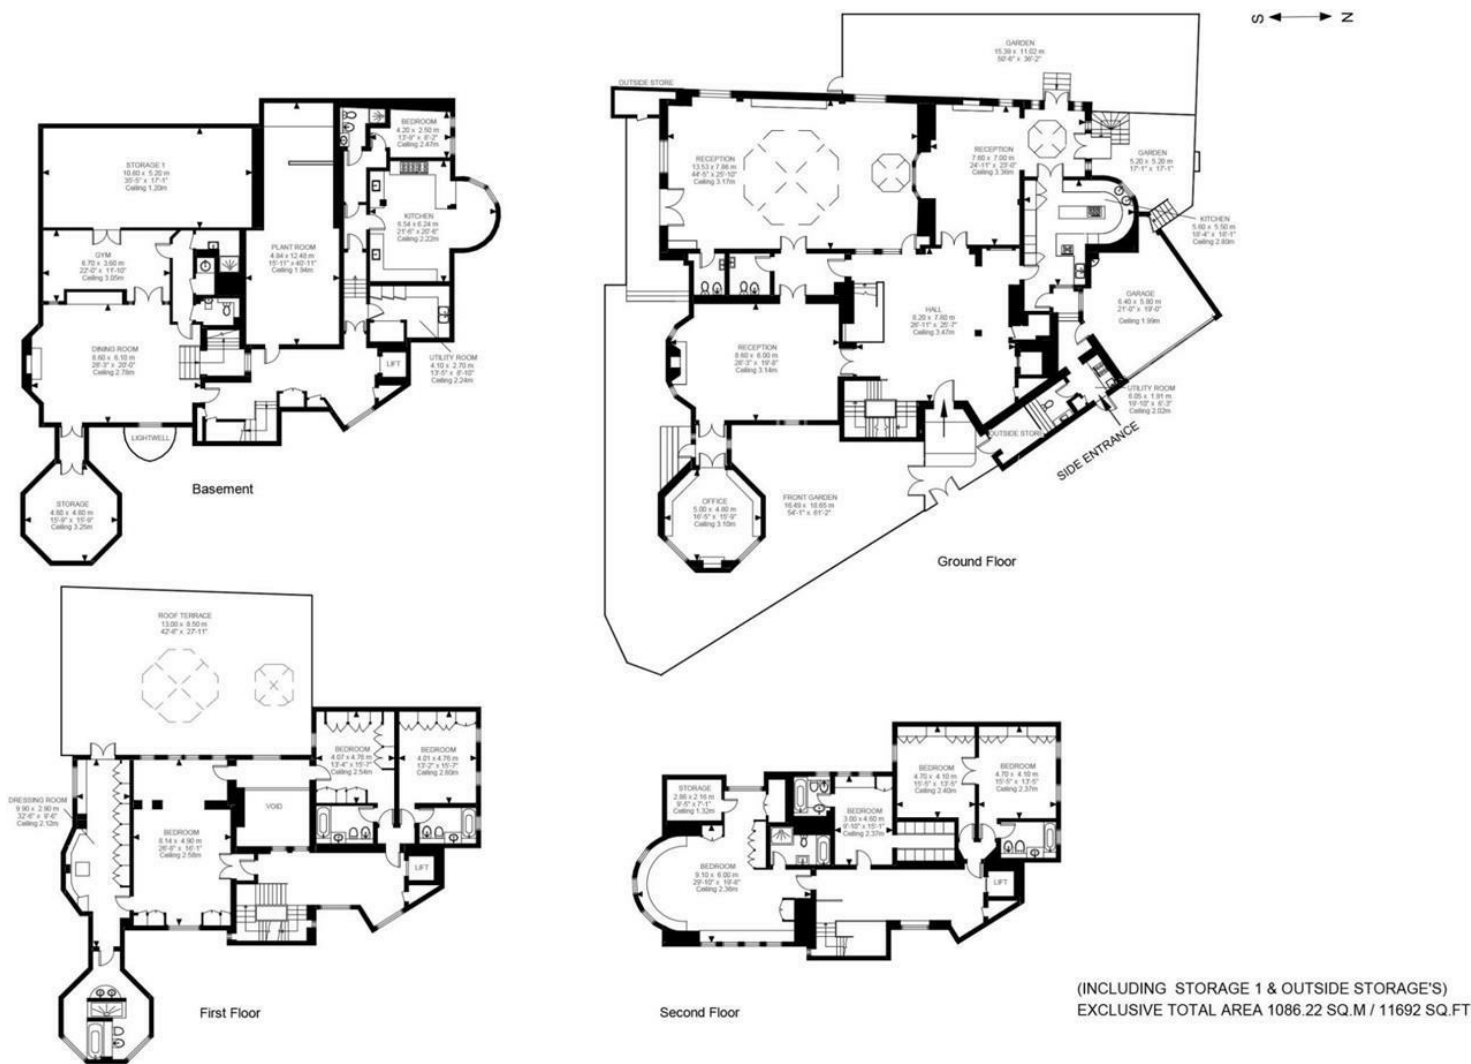 S N
BEDROOM
4.20 x 2.50 m
13'-9" x 8'-2"
Ceiling 2.47m
STORAGE 1
10.80 x 5.20 m
35'-5" x 17'-1"
Ceiling 1.20m
KITCHEN
6.54 x 6.24 m
21'-6" x 20'-6"
Ceiling 2.22m
GYM
6.70 x 3.60 m
22'-0" x 11'-10"
Ceiling 3.05m
PLANT ROOM
4.84 x 12.48 m
15'-11" x 40'-11"
Ceiling 1.94m
DINING ROOM
8.60 x 6.10 m
28'-3" x 20'-0"
Ceiling 2.78m
LIFT
UTILITY ROOM
4.10 x 2.70 m
13'-5" x 8'-10"
Ceiling 2.24m
LIGHTWELL
STORAGE
4.80 x 4.80 m
15'-9" x 15'-9"
Ceiling 3.25m
Basement
GARDEN
15.39 x 11.02 m
50'-6" x 36'-2"
OUTSIDE STORE
RECEPTION
13.53 x 7.86 m
44'-5" x 25'-10"
Ceiling 3.17m
RECEPTION
7.60 x 7.00 m
24'-11" x 23'-0"
Ceiling 3.36m
GARDEN
5.20 x 5.20 m
17'-1" x 17'-1"
KITCHEN
5.60 x 5.50 m
18'-4" x 18'-1"
Ceiling 2.80m
GARAGE
6.40 x 5.80 m
21'-0" x 19'-0"
Ceiling 1.99m
HALL
8.20 x 7.80 m
26'-11" x 25'-7"
Ceiling 3.47m
RECEPTION
8.60 x 6.00 m
28'-3" x 19'-8"
Ceiling 3.14m
UTILITY ROOM
6.05 x 1.91 m
19'-10" x 6'-3"
Ceiling 2.02m
OUTSIDE STORE
SIDE ENTRANCE
OFFICE
5.00 x 4.80 m
16'-5" x 15'-9"
Ceiling 3.10m
FRONT GARDEN
16.49 x 18.65 m
54'-1" x 61'-2"
Ground Floor
ROOF TERRACE
13.00 x 8.50 m
42'-8" x 27'-11"
BEDROOM
4.07 x 4.76 m
13'-4" x 15'-7"
Ceiling 2.54m
BEDROOM
4.01 x 4.76 m
13'-2" x 15'-7"
Ceiling 2.60m
DRESSING ROOM
9.90 x 2.90 m
32'-6" x 9'-6"
Ceiling 2.12m
VOID
BEDROOM
8.14 x 4.90 m
26'-8" x 16'-1"
Ceiling 2.58m
LIFT
First Floor
STORAGE
2.86 x 2.16 m
9'-5" x 7'-1"
Ceiling 1.32m
BEDROOM
3.00 x 4.60 m
9'-10" x 15'-1"
Ceiling 2.37m
BEDROOM
4.70 x 4.10 m
15'-5" x 13'-5"
Ceiling 2.40m
BEDROOM
4.70 x 4.10 m
15'-5" x 13'-5"
Ceiling 2.37m
BEDROOM
9.10 x 6.00 m
29'-10" x 19'-8"
Ceiling 2.36m
LIFT
Second Floor
(INCLUDING STORAGE 1 & OUTSIDE STORAGE'S)
EXCLUSIVE TOTAL AREA 1086.22 SQ.M / 11692 SQ.FT